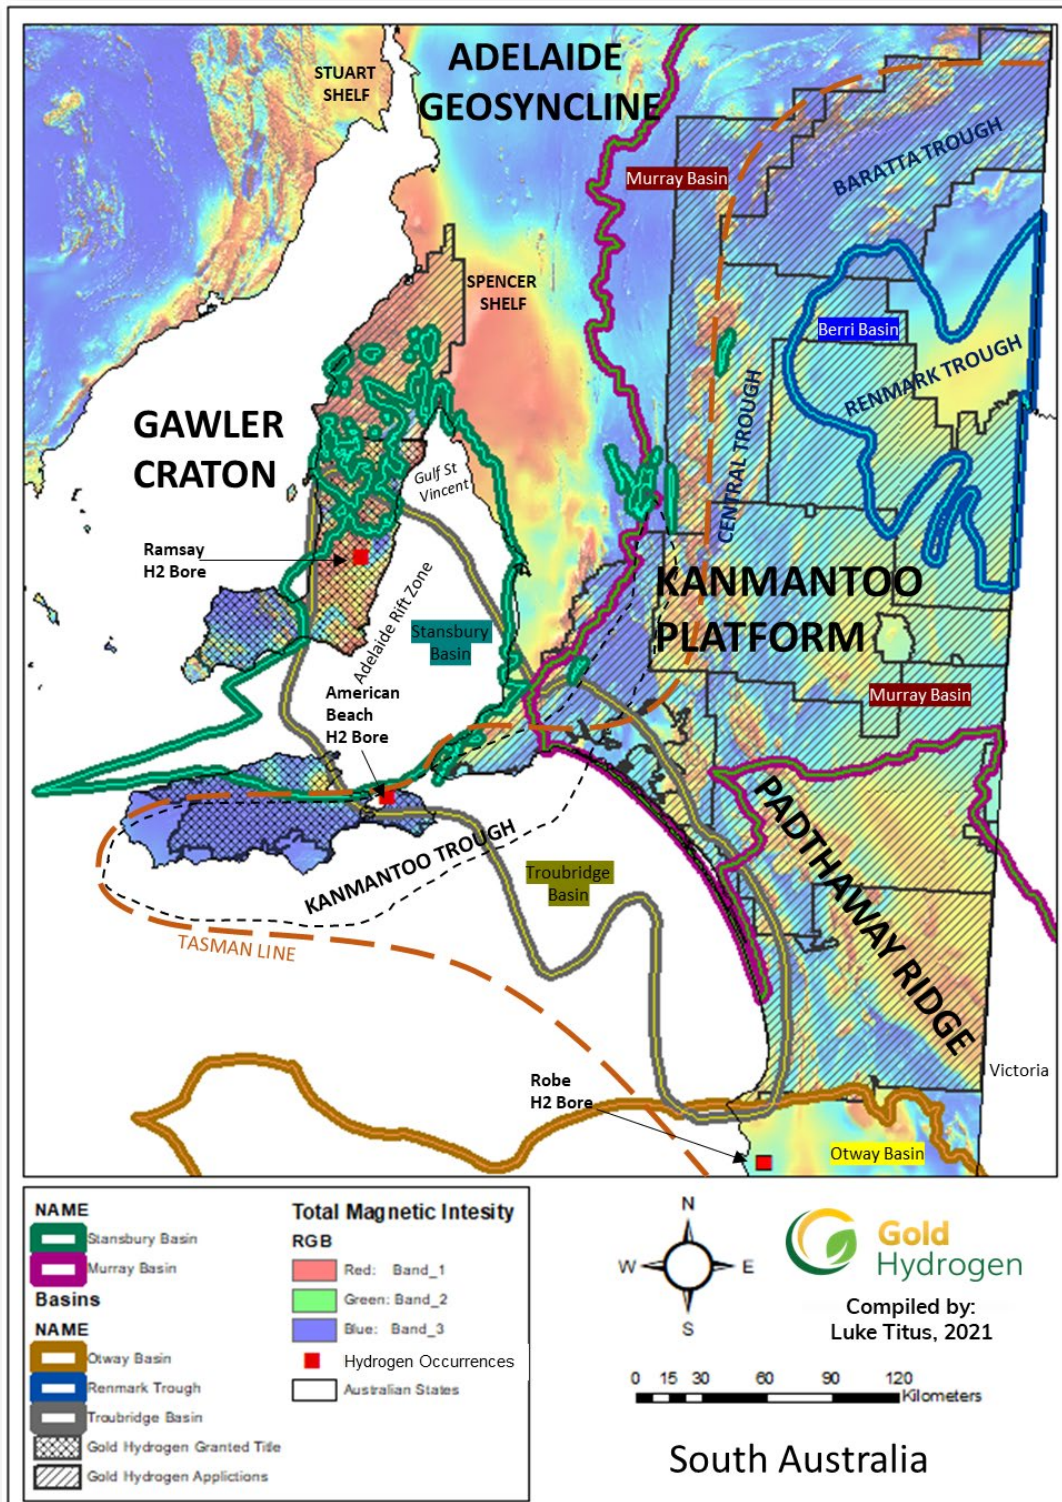 ADELAIDE
GEOSYNCLINE
STUART
SHELF
Murray Basin
BARATTA TROUGH
SPENCER
SHELF
Berri Basin
RENMARK TROUGH
GAWLER
CRATON
CENTRAL TROUGH
Gulf St
Vincent
Ramsay
H2 Bore
Adelaide Rift Zone
KANMANTOO
PLATFORM
Stansbury
Basin
Murray Basin
American
Beach
H2 Bore
PADTHAWAY RIDGE
KANMANTOO TROUGH
Troubridge
Basin
TASMAN LINE
Victoria
Robe
H2 Bore
Otway Basin
NAME
Stansbury Basin
Murray Basin
Basins
NAME
Otway Basin
Renmark Trough
Troubridge Basin
Gold Hydrogen Granted Title
Gold Hydrogen Applictions
Total Magnetic Intesity
RGB
Red: Band_1
Green: Band_2
Blue: Band_3
Hydrogen Occurrences
Australian States
N
W
E
S
Gold
Hydrogen
Compiled by:
Luke Titus, 2021
0 15 30 60 90 120
Kilometers
South Australia